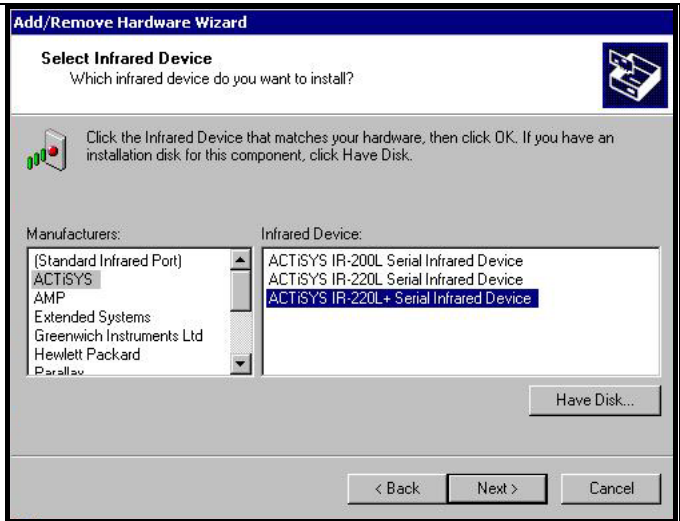 Add/Remove Hardware Wizard
Select Infrared Device
Which infrared device do you want to install?
Click the Infrared Device that matches your hardware, then click OK. If you have an
installation disk for this component, click Have Disk.
Manufacturers:
(Standard Infrared Port)
ACTiSYS
AMP
Extended Systems
Greenwich Instruments Ltd
Hewlett Packard
Parallax
Infrared Device:
ACTiSYS IR-200L Serial Infrared Device
ACTiSYS IR-220L Serial Infrared Device
ACTiSYS IR-220L+ Serial Infrared Device
Have Disk...
< Back
Next >
Cancel